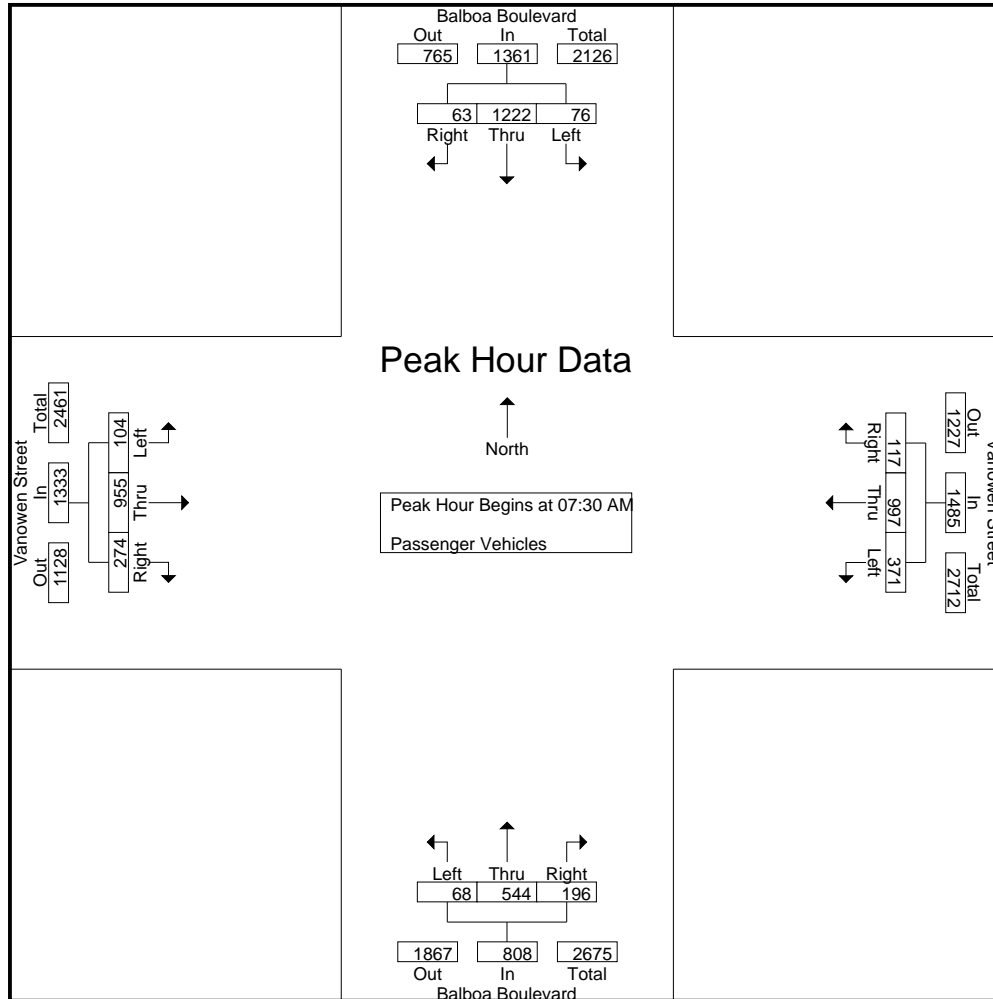 Balboa Boulevard
Out In Total
765 1361 2126
63 1222 76
Right Thru Left
Peak Hour Data
North
Peak Hour Begins at 07:30 AM
Passenger Vehicles
Vanowen Street
Total In Out
2461 1333 1128
104 955 274
Left Thru Right
Vanowen Street
Out In Total
1227 1485 2712
117 997 371
Right Thru Left
Left Thru Right
68 544 196
1867 808 2675
Out In Total
Balboa Boulevard